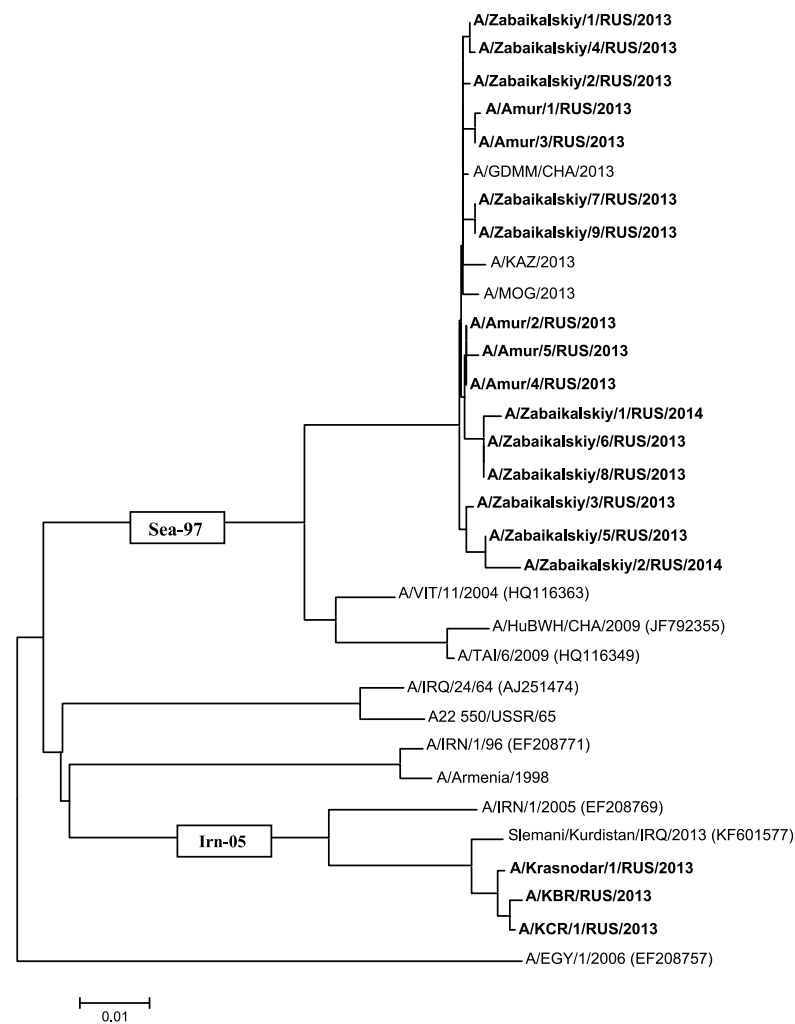 A/Zabaikalskiy/1/RUS/2013
A/Zabaikalskiy/4/RUS/2013
A/Zabaikalskiy/2/RUS/2013
A/Amur/1/RUS/2013
A/Amur/3/RUS/2013
A/GDMM/CHA/2013
A/Zabaikalskiy/7/RUS/2013
A/Zabaikalskiy/9/RUS/2013
A/KAZ/2013
A/MOG/2013
A/Amur/2/RUS/2013
A/Amur/5/RUS/2013
A/Amur/4/RUS/2013
A/Zabaikalskiy/1/RUS/2014
A/Zabaikalskiy/6/RUS/2013
A/Zabaikalskiy/8/RUS/2013
A/Zabaikalskiy/3/RUS/2013
Sea-97
A/Zabaikalskiy/5/RUS/2013
A/Zabaikalskiy/2/RUS/2014
A/VIT/11/2004 (HQ116363)
A/HuBWH/CHA/2009 (JF792355)
A/TAI/6/2009 (HQ116349)
A/IRQ/24/64 (AJ251474)
A22 550/USSR/65
A/IRN/1/96 (EF208771)
A/Armenia/1998
A/IRN/1/2005 (EF208769)
Irn-05
Slemani/Kurdistan/IRQ/2013 (KF601577)
A/Krasnodar/1/RUS/2013
A/KBR/RUS/2013
A/KCR/1/RUS/2013
A/EGY/1/2006 (EF208757)
0.01